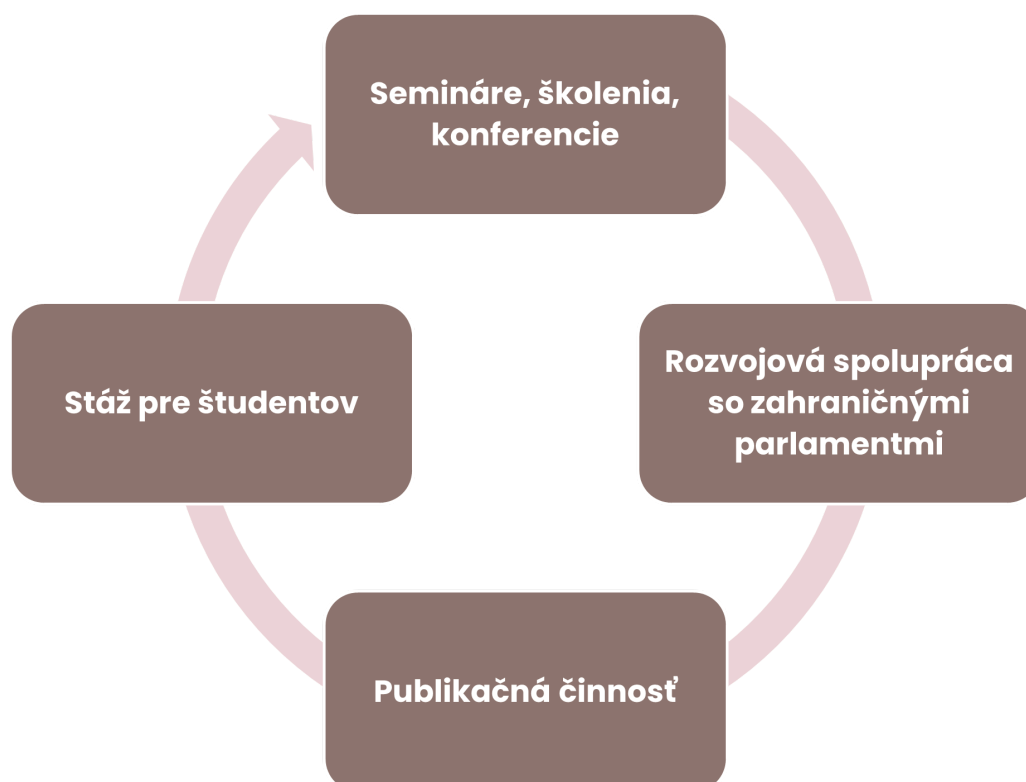 Semináre, školenia,
konferencie
Rozvojová spolupráca
so zahraničnými
parlamentmi
Publikačná činnosť
Stáž pre študentov